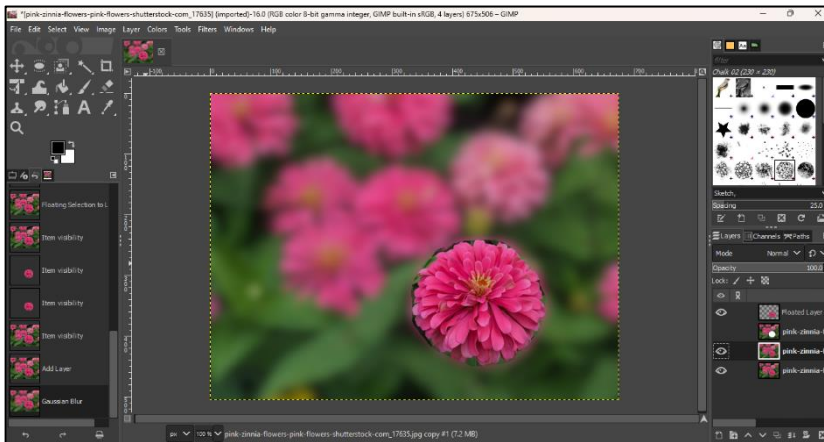 *[pink-zinnia-flowers-pink-flowers-shutterstock-com_17635] (imported)-16.0 (RGB color 8-bit gamma integer, GIMP built-in sRGB, 4 layers) 675x506 – GIMP
File Edit Select View Image Layer Colors Tools Filters Windows Help
filter
Chalk 02 (230 × 230)
Sketch,
Spacing 25.0
Layers Channels Paths
Mode Normal
Opacity 100.0
Lock:
Floated Layer
pink-zinnia-f
pink-zinnia-f
pink-zinnia-f
Floating Selection to L
Item visibility
Item visibility
Item visibility
Item visibility
Add Layer
Gaussian Blur
px 100 % pink-zinnia-flowers-pink-flowers-shutterstock-com_17635.jpg copy #1 (7.2 MB)